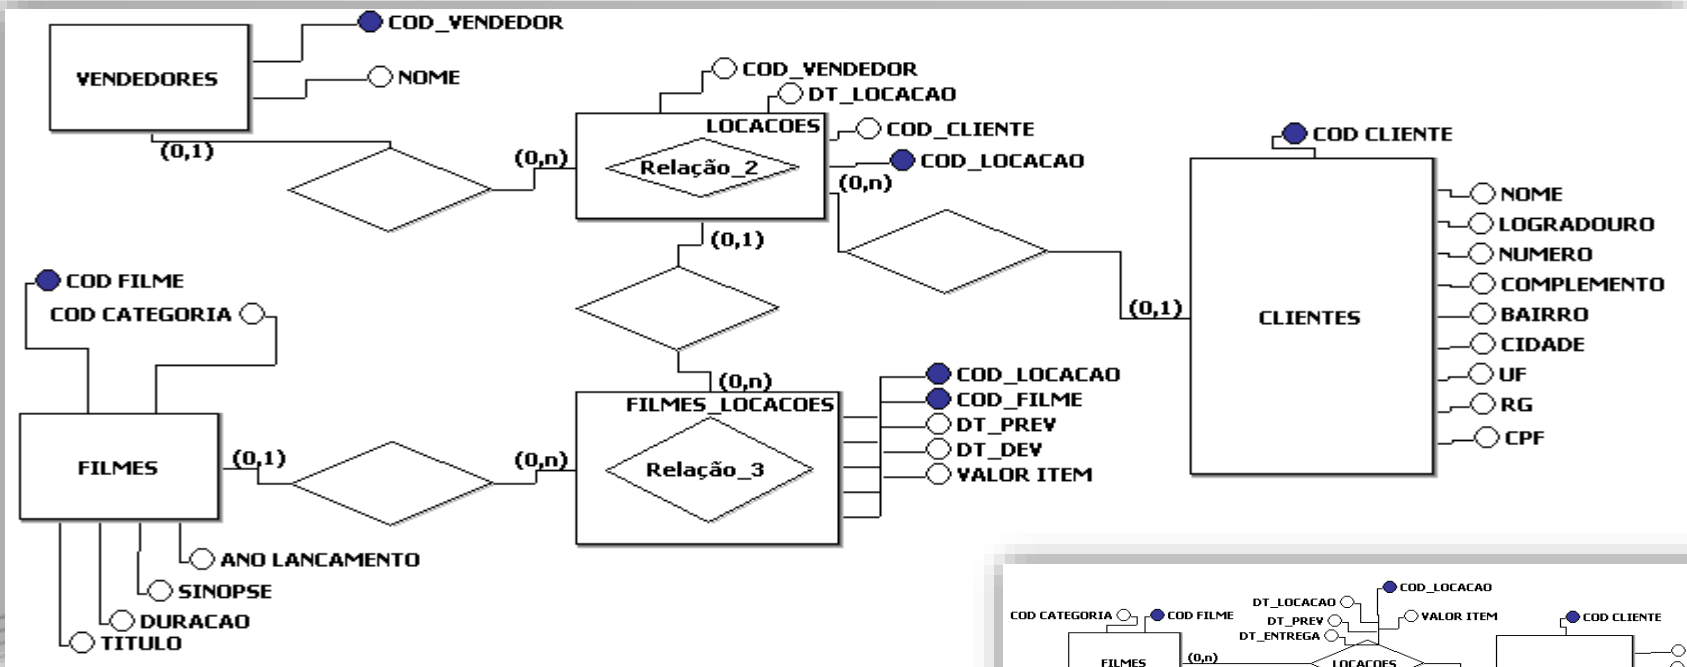 COD_VENDEDOR
VENDEDORES
NOME
(0,1)
COD_VENDEDOR
DT_LOCACAO
LOCACOES
COD_CLIENTE
Relação_2
COD_LOCACAO
(0,n)
(0,n)
(0,1)
COD CLIENTE
NOME
LOGRADOURO
NUMERO
COMPLEMENTO
BAIRRO
CIDADE
UF
RG
CPF
CLIENTES
(0,1)
COD FILME
COD CATEGORIA
FILMES
(0,1)
(0,n)
(0,n)
FILMES_LOCACOES
Relação_3
COD_LOCACAO
COD_FILME
DT_PREV
DT_DEV
VALOR ITEM
ANO LANCAMENTO
SINOPSE
DURACAO
TITULO
COD_LOCACAO
DT_LOCACAO
COD CATEGORIA
COD FILME
DT_PREV
VALOR ITEM
COD CLIENTE
DT_ENTREGA
(0,n)
FILMES
LOCACOES